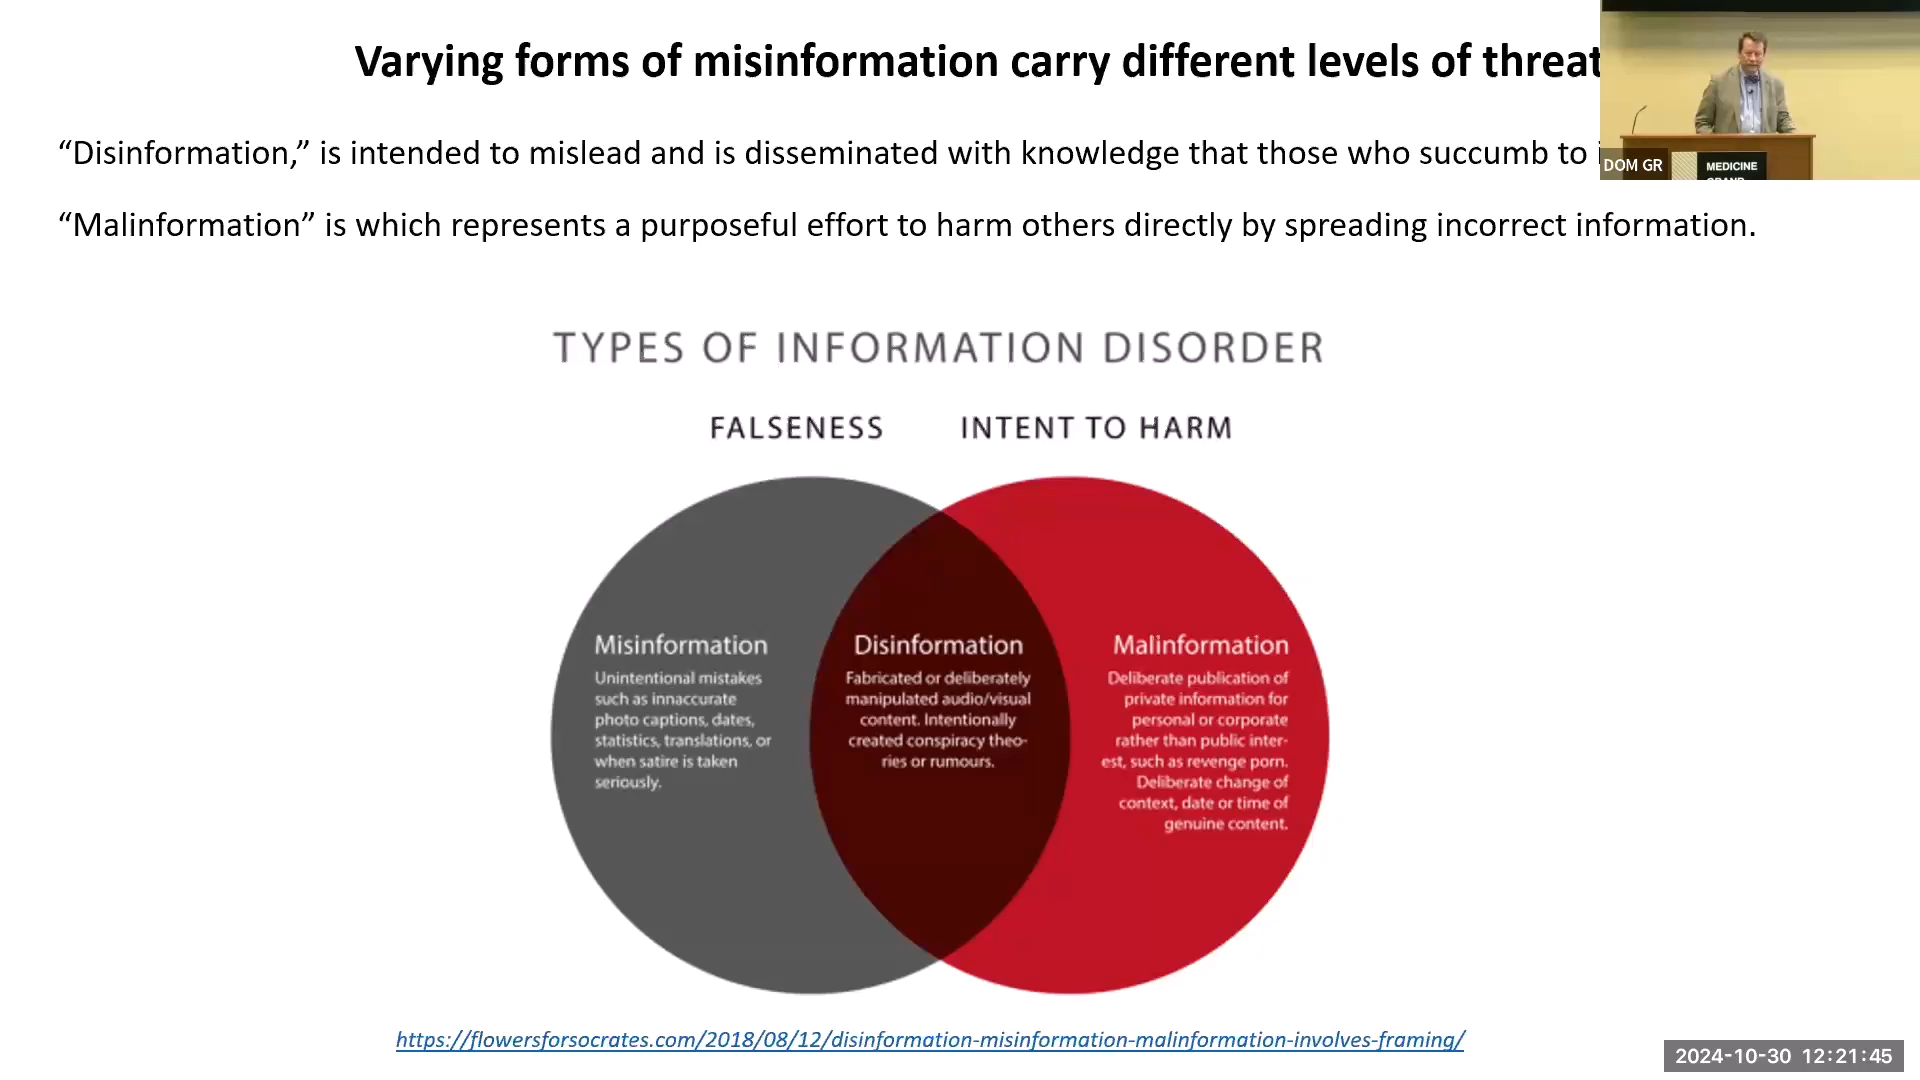 Varying forms of misinformation carry different levels of threat
“Disinformation,” is intended to mislead and is disseminated with knowledge that those who succumb to
DOM GR
MEDICINE
GRAND
“Malinformation” is which represents a purposeful effort to harm others directly by spreading incorrect information.
TYPES OF INFORMATION DISORDER
FALSENESS
INTENT TO HARM
Misinformation
Unintentional mistakes
such as innaccurate
photo captions, dates,
statistics, translations, or
when satire is taken
seriously.
Disinformation
Fabricated or deliberately
manipulated audio/visual
content. Intentionally
created conspiracy theo-
ries or rumours.
Malinformation
Deliberate publication of
private information for
personal or corporate
rather than public inter-
est, such as revenge porn.
Deliberate change of
context, date or time of
genuine content.
https://flowersforsocrates.com/2018/08/12/disinformation-misinformation-malinformation-involves-framing/
2024-10-30 12:21:45